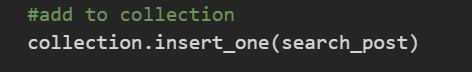 #add to collection
collection.insert_one(search_post)